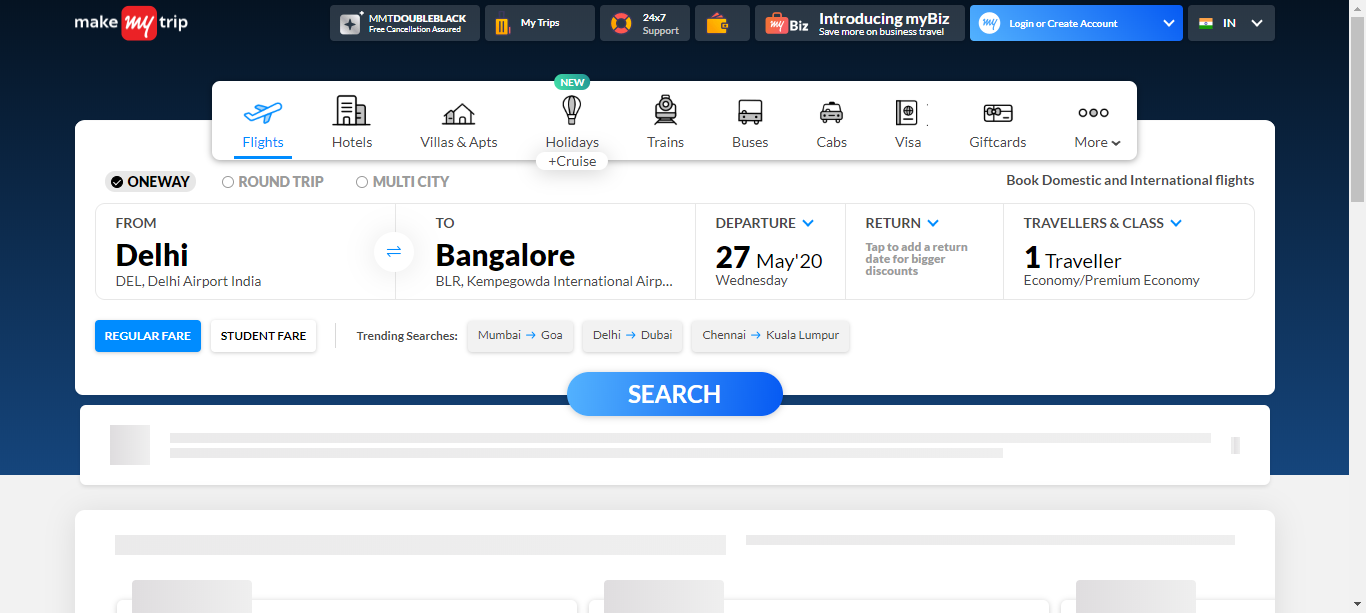 make my trip
MMTDOUBLEBLACK
Free Cancellation Assured
My Trips
24x7
Support
my Biz
Introducing myBiz
Save more on business travel
my
Login or Create Account
IN
NEW
Flights
Hotels
Villas & Apts
Holidays
+Cruise
Trains
Buses
Cabs
Visa
Giftcards
More
ONEWAY
ROUND TRIP
MULTI CITY
Book Domestic and International flights
FROM
Delhi
DEL, Delhi Airport India
TO
Bangalore
BLR, Kempegowda International Airp...
DEPARTURE
27 May'20
Wednesday
RETURN
Tap to add a return
date for bigger
discounts
TRAVELLERS & CLASS
1 Traveller
Economy/Premium Economy
REGULAR FARE
STUDENT FARE
Trending Searches:
Mumbai → Goa
Delhi → Dubai
Chennai → Kuala Lumpur
SEARCH